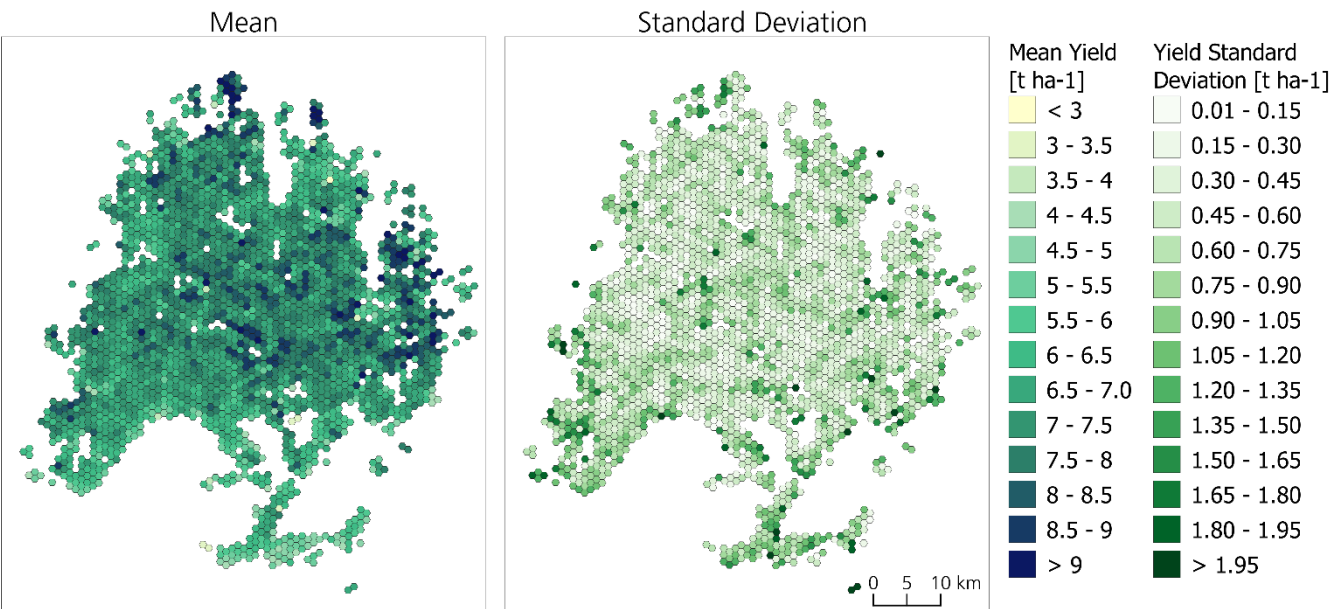 Mean
Standard Deviation
Mean Yield
[t ha-1]
< 3
3 - 3.5
3.5 - 4
4 - 4.5
4.5 - 5
5 - 5.5
5.5 - 6
6 - 6.5
6.5 - 7.0
7 - 7.5
7.5 - 8
8 - 8.5
8.5 - 9
> 9
Yield Standard
Deviation [t ha-1]
0.01 - 0.15
0.15 - 0.30
0.30 - 0.45
0.45 - 0.60
0.60 - 0.75
0.75 - 0.90
0.90 - 1.05
1.05 - 1.20
1.20 - 1.35
1.35 - 1.50
1.50 - 1.65
1.65 - 1.80
1.80 - 1.95
> 1.95
0 5 10 km